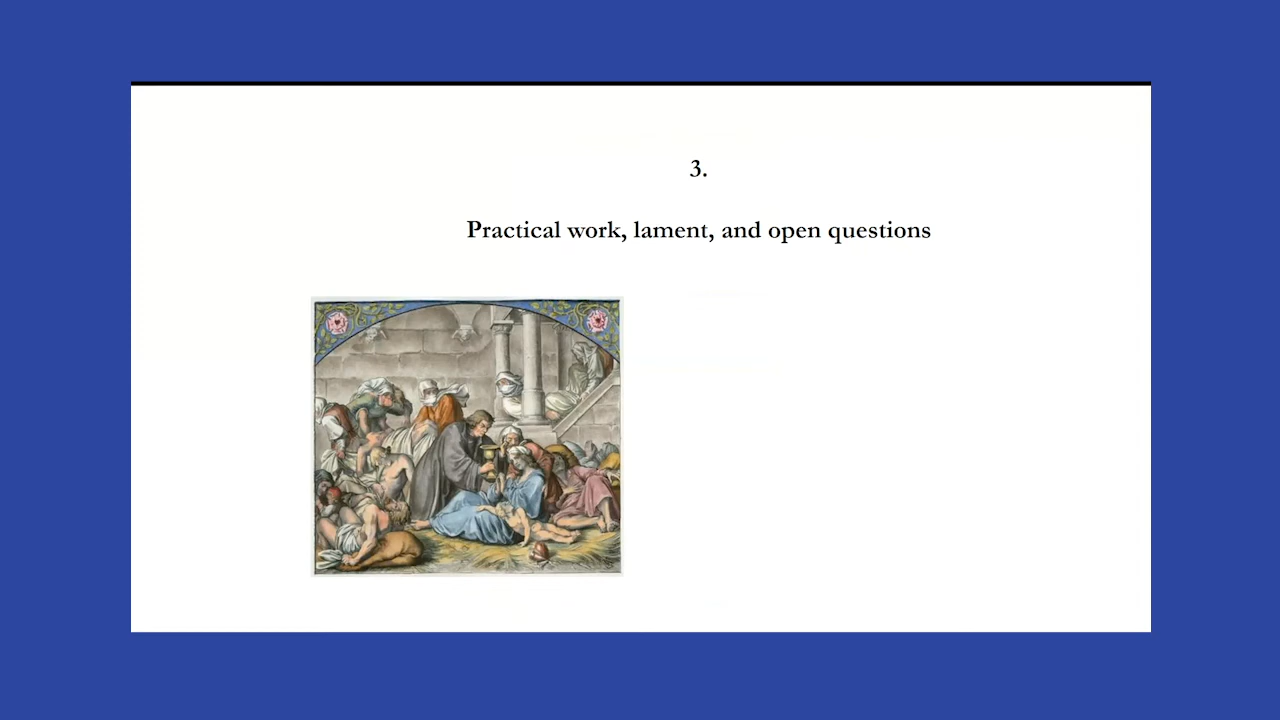 3.
Practical work, lament, and open questions